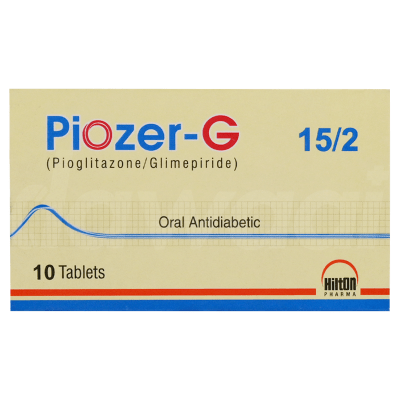 Piozer-G 15/2
(Pioglitazone/Glimepiride)
Oral Antidiabetic
10 Tablets
HiltON
PHARMA